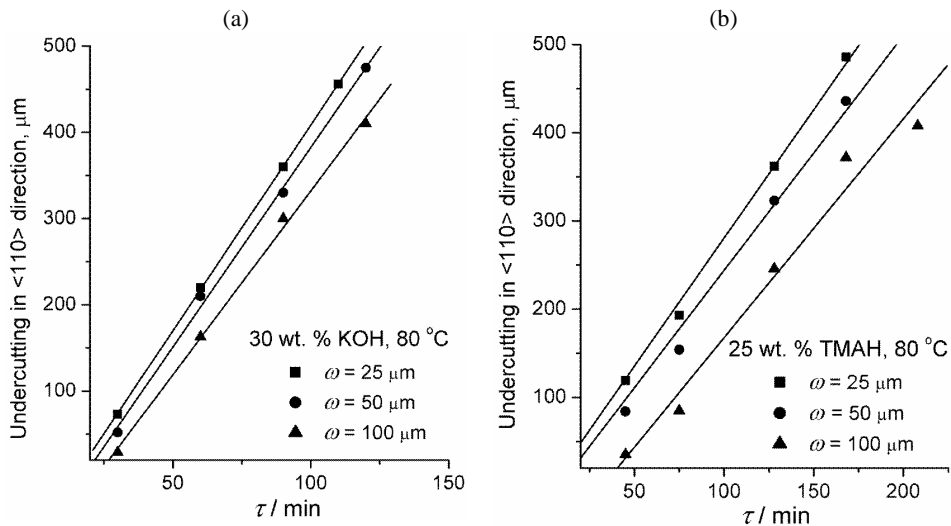 (a)
500
400
300
200
100
50
100
150
Undercutting in <110> direction, μm
τ / min
30 wt. % KOH, 80 °C
ω = 25 μm
ω = 50 μm
ω = 100 μm
(b)
500
400
300
200
100
50
100
150
200
Undercutting in <110> direction, μm
τ / min
25 wt. % TMAH, 80 °C
ω = 25 μm
ω = 50 μm
ω = 100 μm